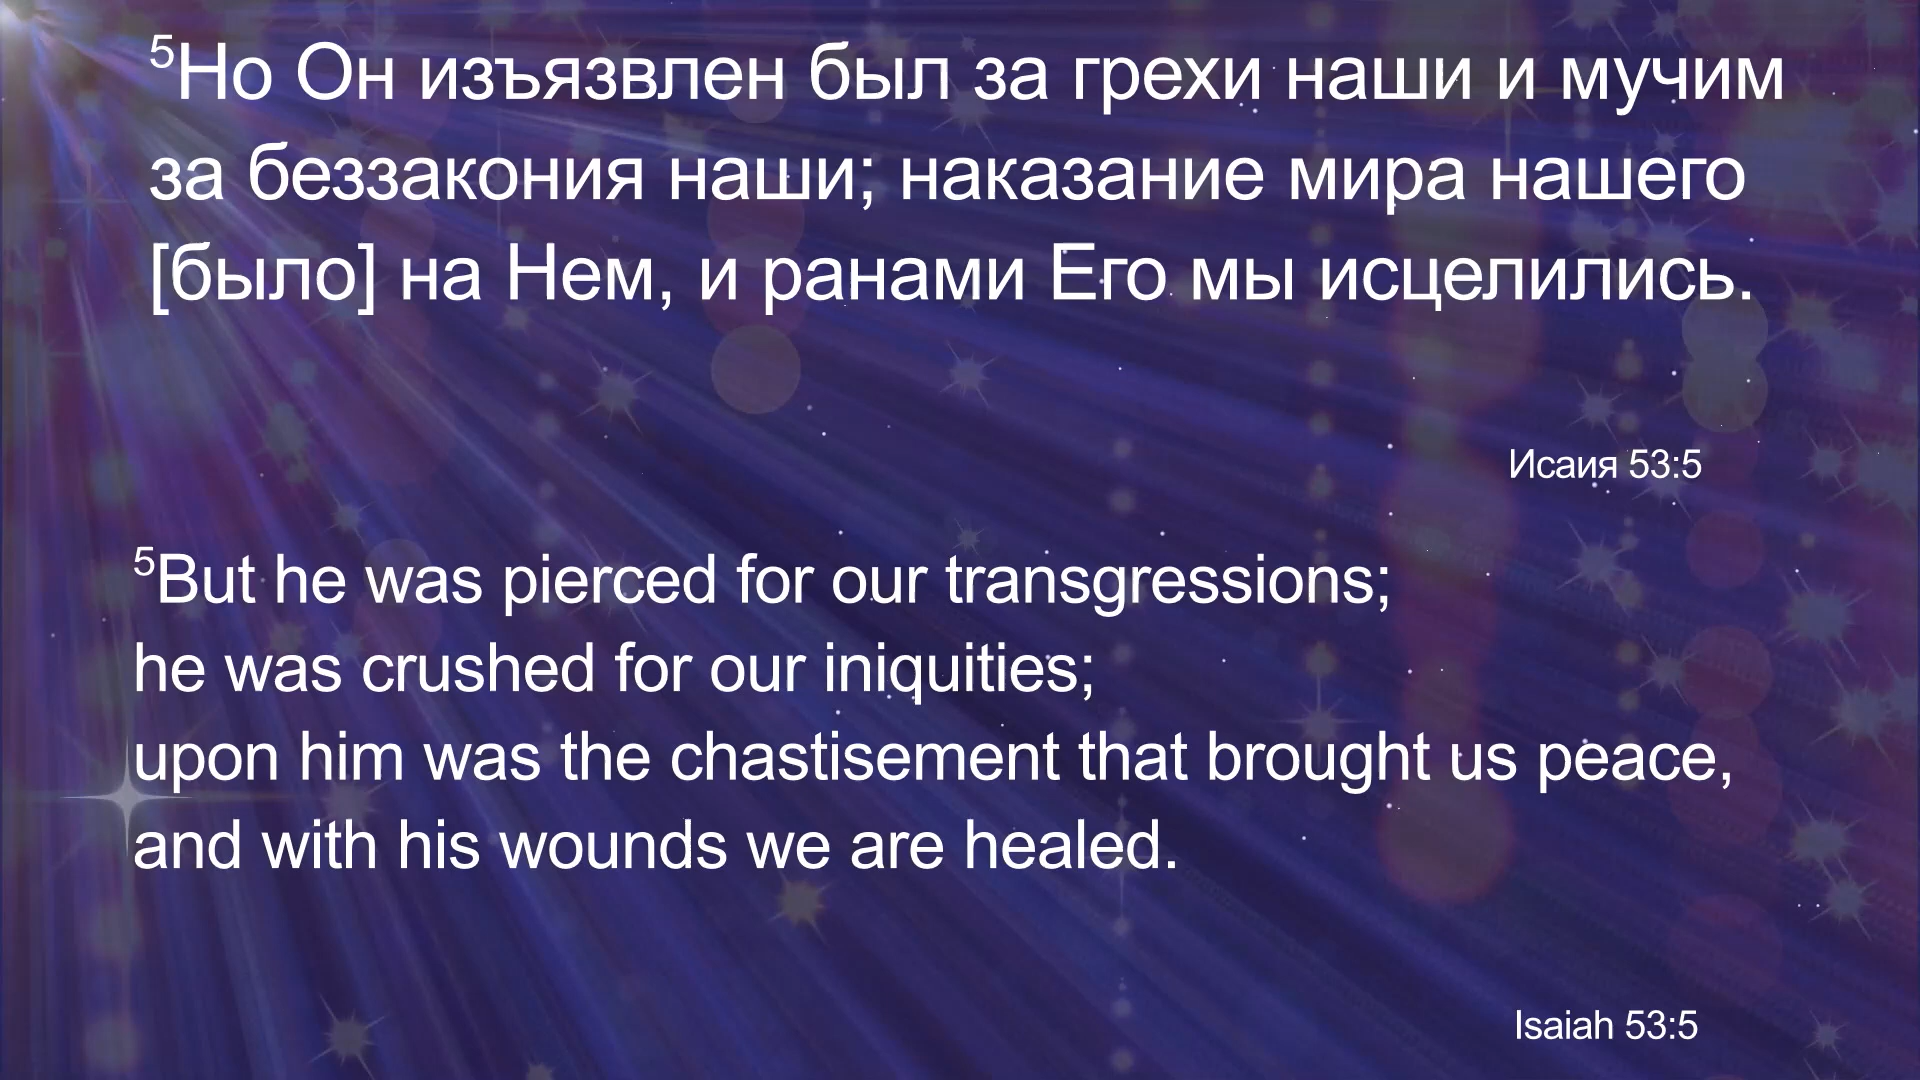 ⁵Но Он изъязвлен был за грехи наши и мучим
за беззакония наши; наказание мира нашего
[было] на Нем, и ранами Его мы исцелились.
Исаия 53:5
⁵But he was pierced for our transgressions;
he was crushed for our iniquities;
upon him was the chastisement that brought us peace,
and with his wounds we are healed.
Isaiah 53:5